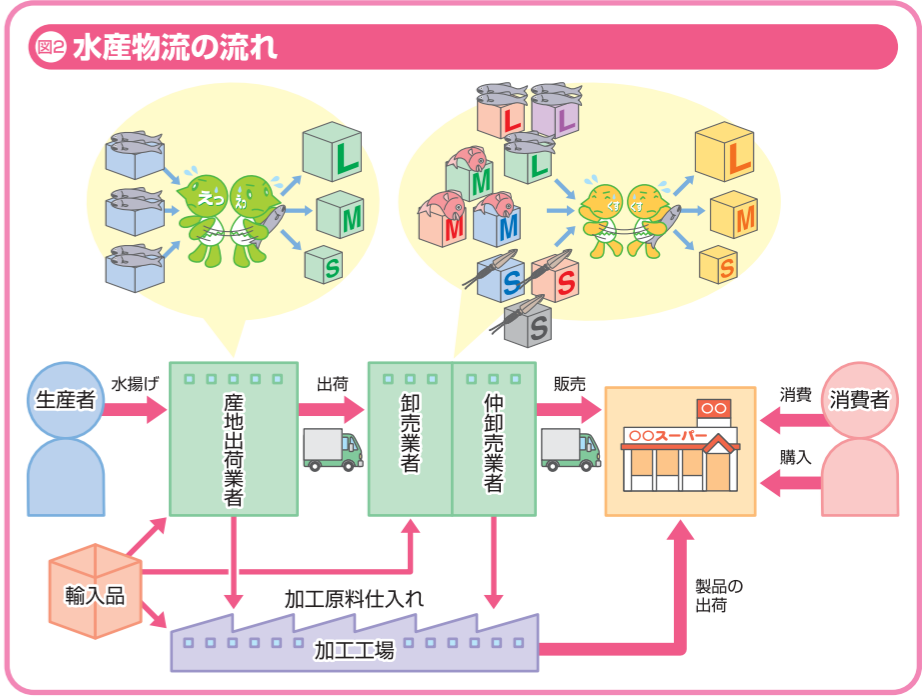 図2 水産物流の流れ
L
M
S
えっ
えっ
L
L
L
M
M
M
S
S
S
くす
くす
L
M
S
生産者
水揚げ
産地出荷業者
出荷
卸売業者
仲卸売業者
販売
○○
○○スーパー
消費
購入
消費者
輸入品
加工原料仕入れ
加工工場
製品の
出荷